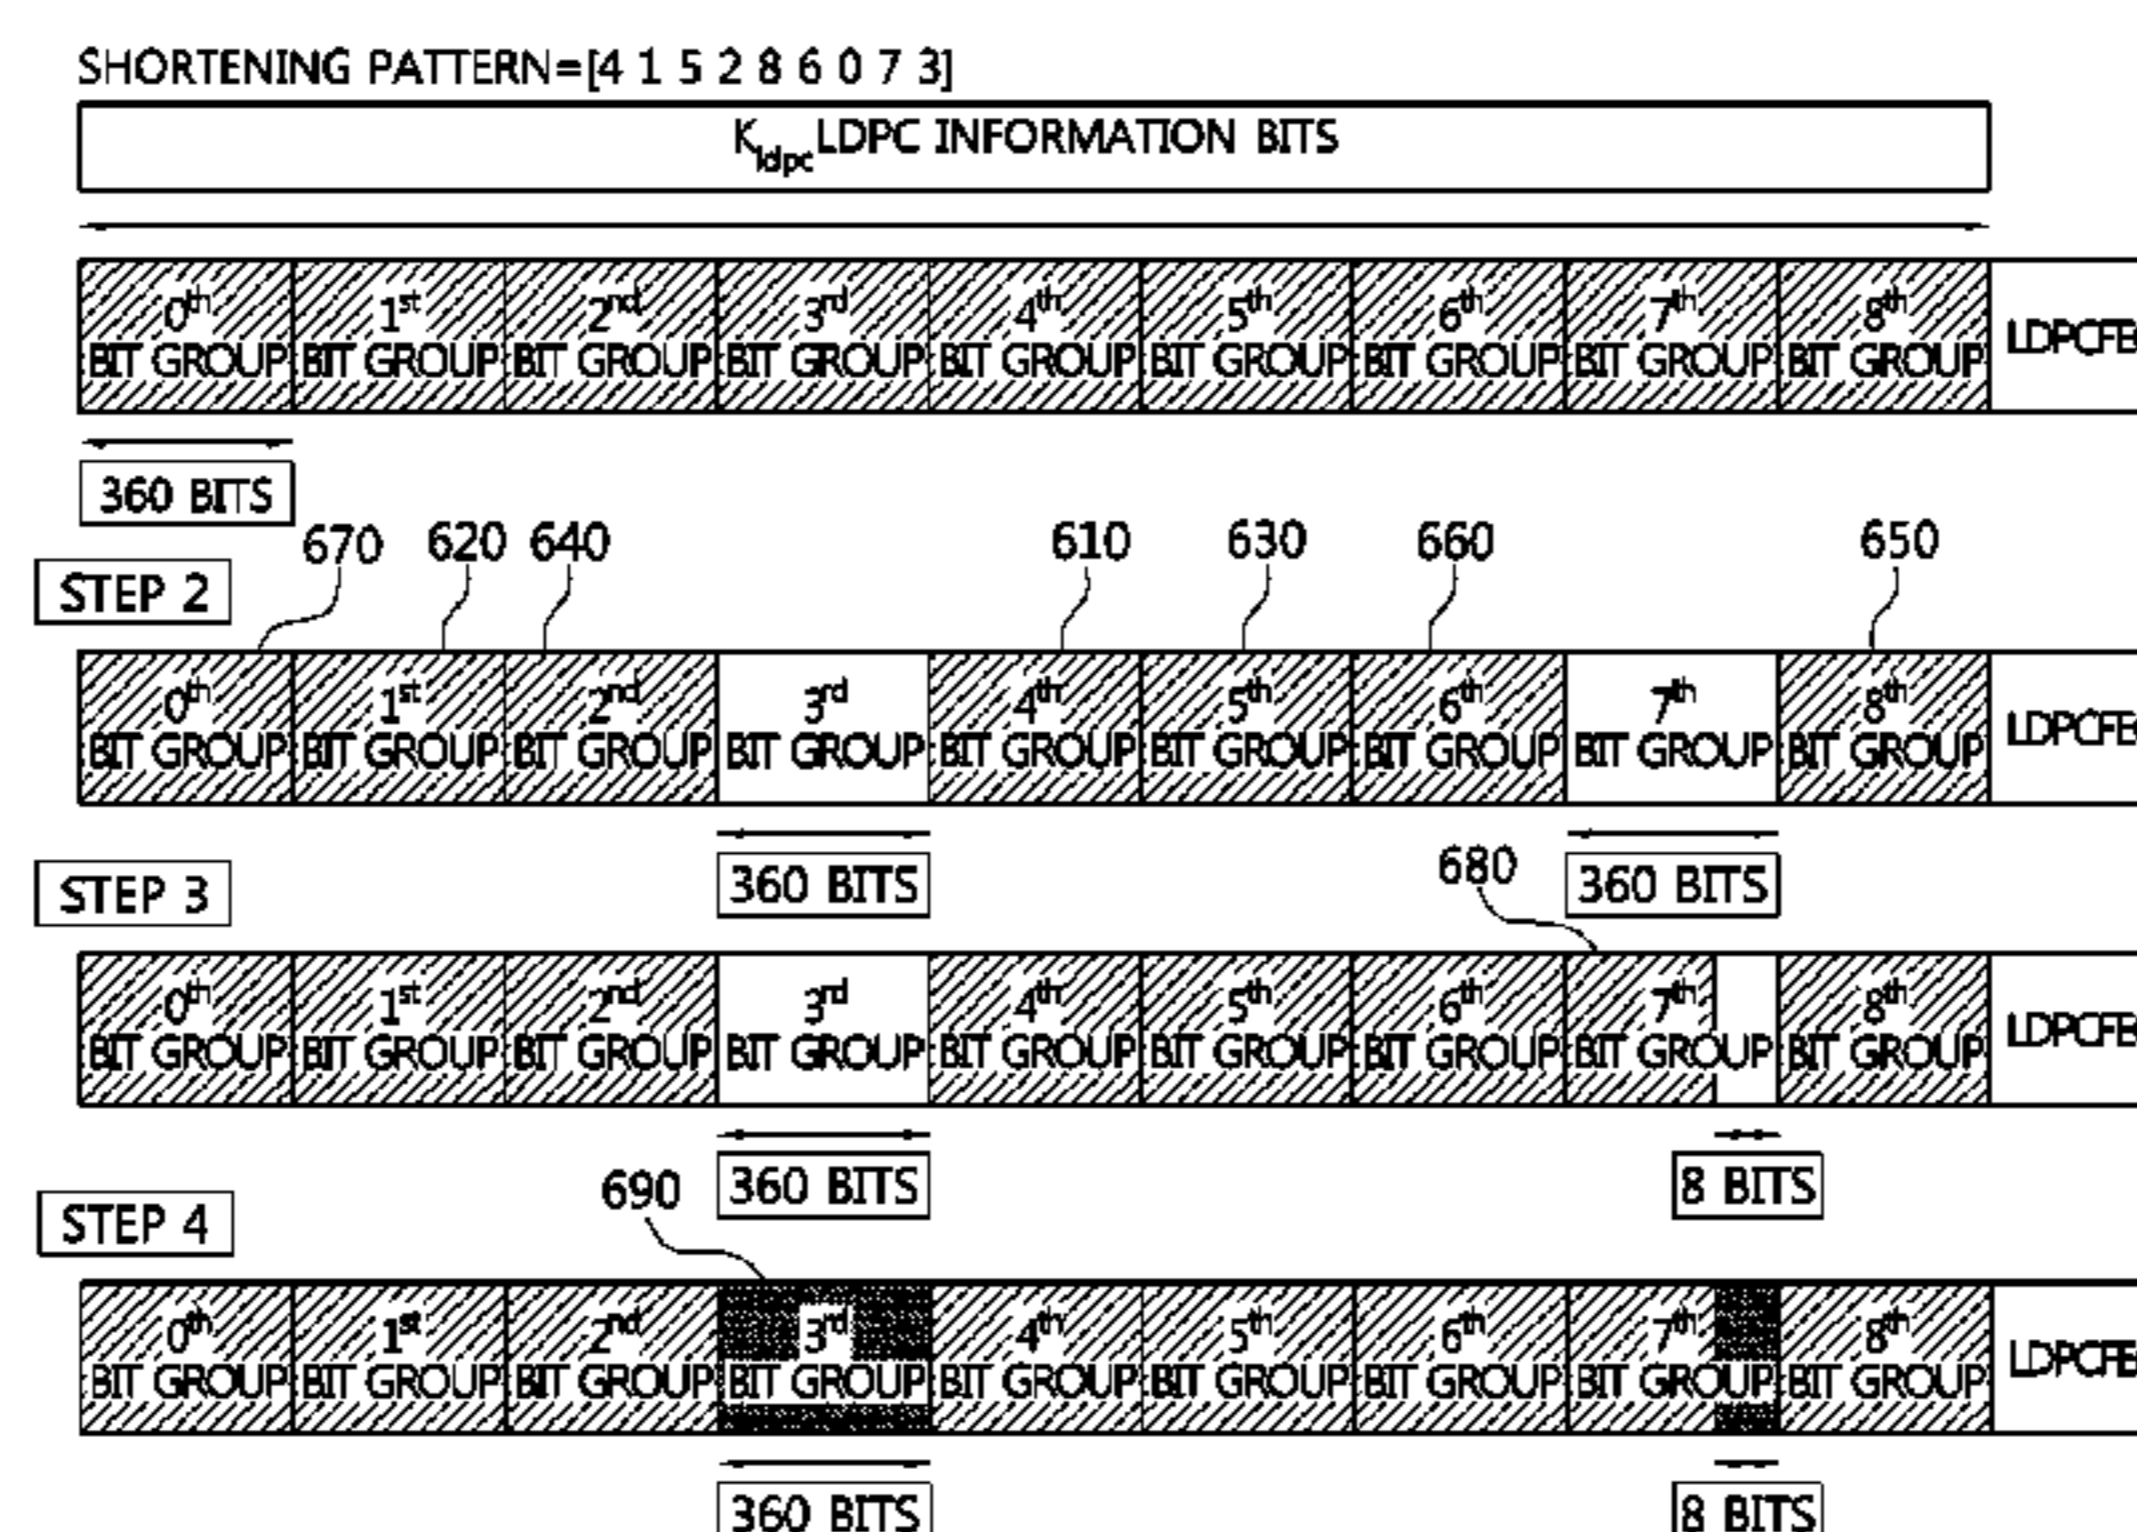 SHORTENING PATTERN=[4 1 5 2 8 6 0 7 3]
Kldpc LDPC INFORMATION BITS
0th BIT GROUP 1st BIT GROUP 2nd BIT GROUP 3rd BIT GROUP 4th BIT GROUP 5th BIT GROUP 6th BIT GROUP 7th BIT GROUP 8th BIT GROUP LDPCFE
360 BITS
670 620 640 610 630 660 650
STEP 2
0th BIT GROUP 1st BIT GROUP 2nd BIT GROUP 3rd BIT GROUP 4th BIT GROUP 5th BIT GROUP 6th BIT GROUP 7th BIT GROUP 8th BIT GROUP LDPCFE
360 BITS 680 360 BITS
STEP 3
0th BIT GROUP 1st BIT GROUP 2nd BIT GROUP 3rd BIT GROUP 4th BIT GROUP 5th BIT GROUP 6th BIT GROUP 7th BIT GROUP 8th BIT GROUP LDPCFE
690 360 BITS 8 BITS
STEP 4
0th BIT GROUP 1st BIT GROUP 2nd BIT GROUP 3rd BIT GROUP 4th BIT GROUP 5th BIT GROUP 6th BIT GROUP 7th BIT GROUP 8th BIT GROUP LDPCFE
360 BITS 8 BITS